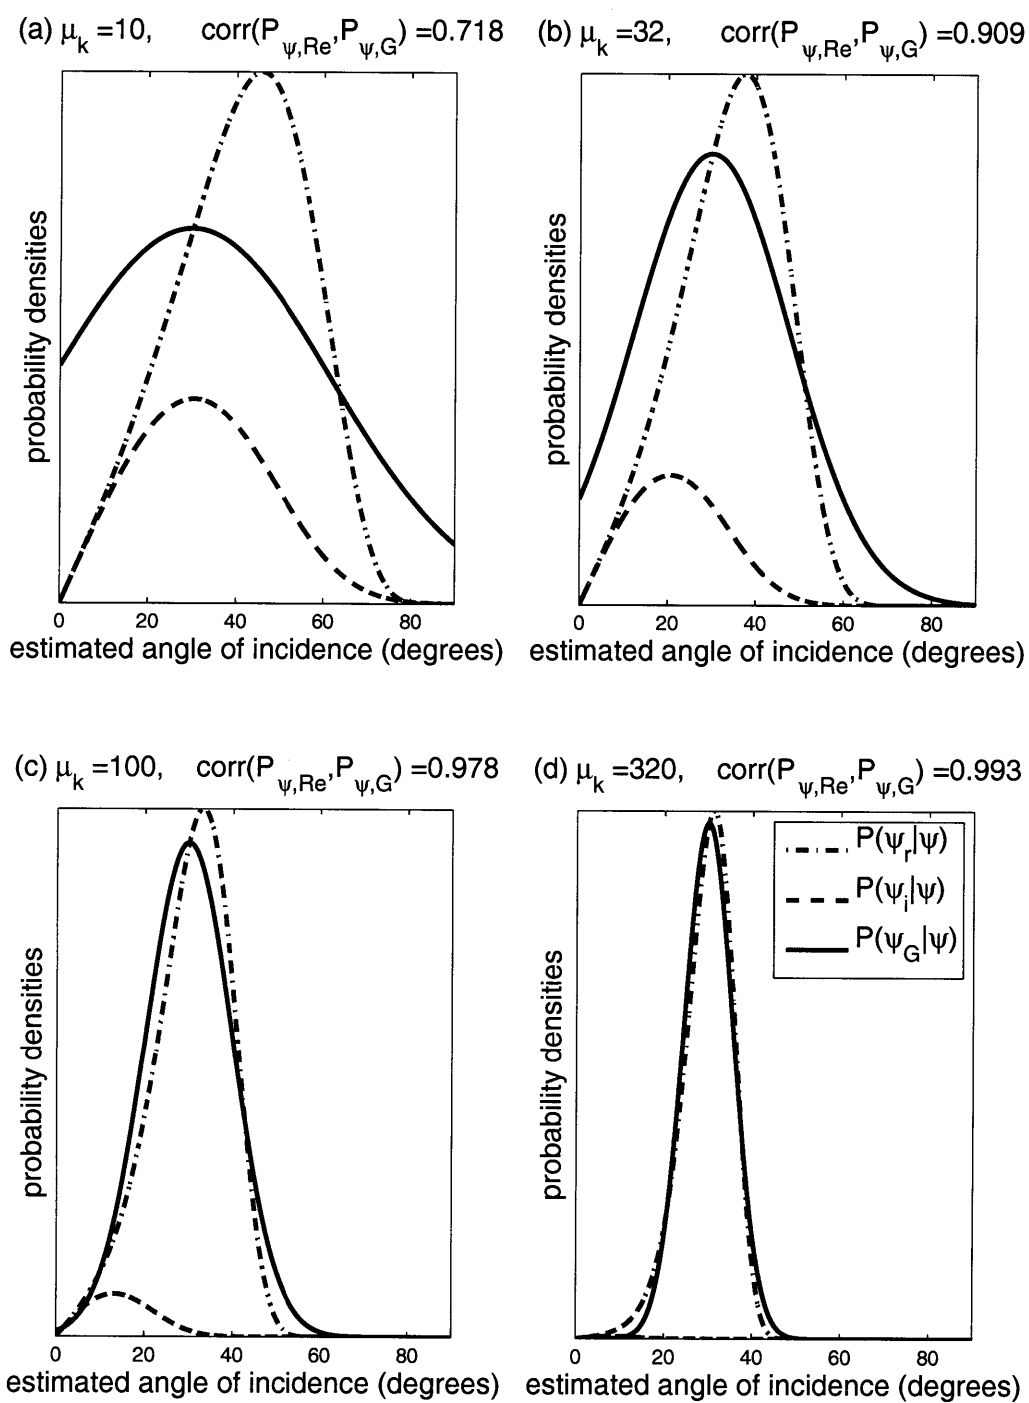 (a) μk =10, corr(Pψ,Re,Pψ,G) =0.718
probability densities
0 20 40 60 80
estimated angle of incidence (degrees)
(b) μk =32, corr(Pψ,Re,Pψ,G) =0.909
probability densities
0 20 40 60 80
estimated angle of incidence (degrees)
(c) μk =100, corr(Pψ,Re,Pψ,G) =0.978
probability densities
0 20 40 60 80
estimated angle of incidence (degrees)
(d) μk =320, corr(Pψ,Re,Pψ,G) =0.993
P(ψr|ψ)
P(ψi|ψ)
P(ψG|ψ)
probability densities
0 20 40 60 80
estimated angle of incidence (degrees)